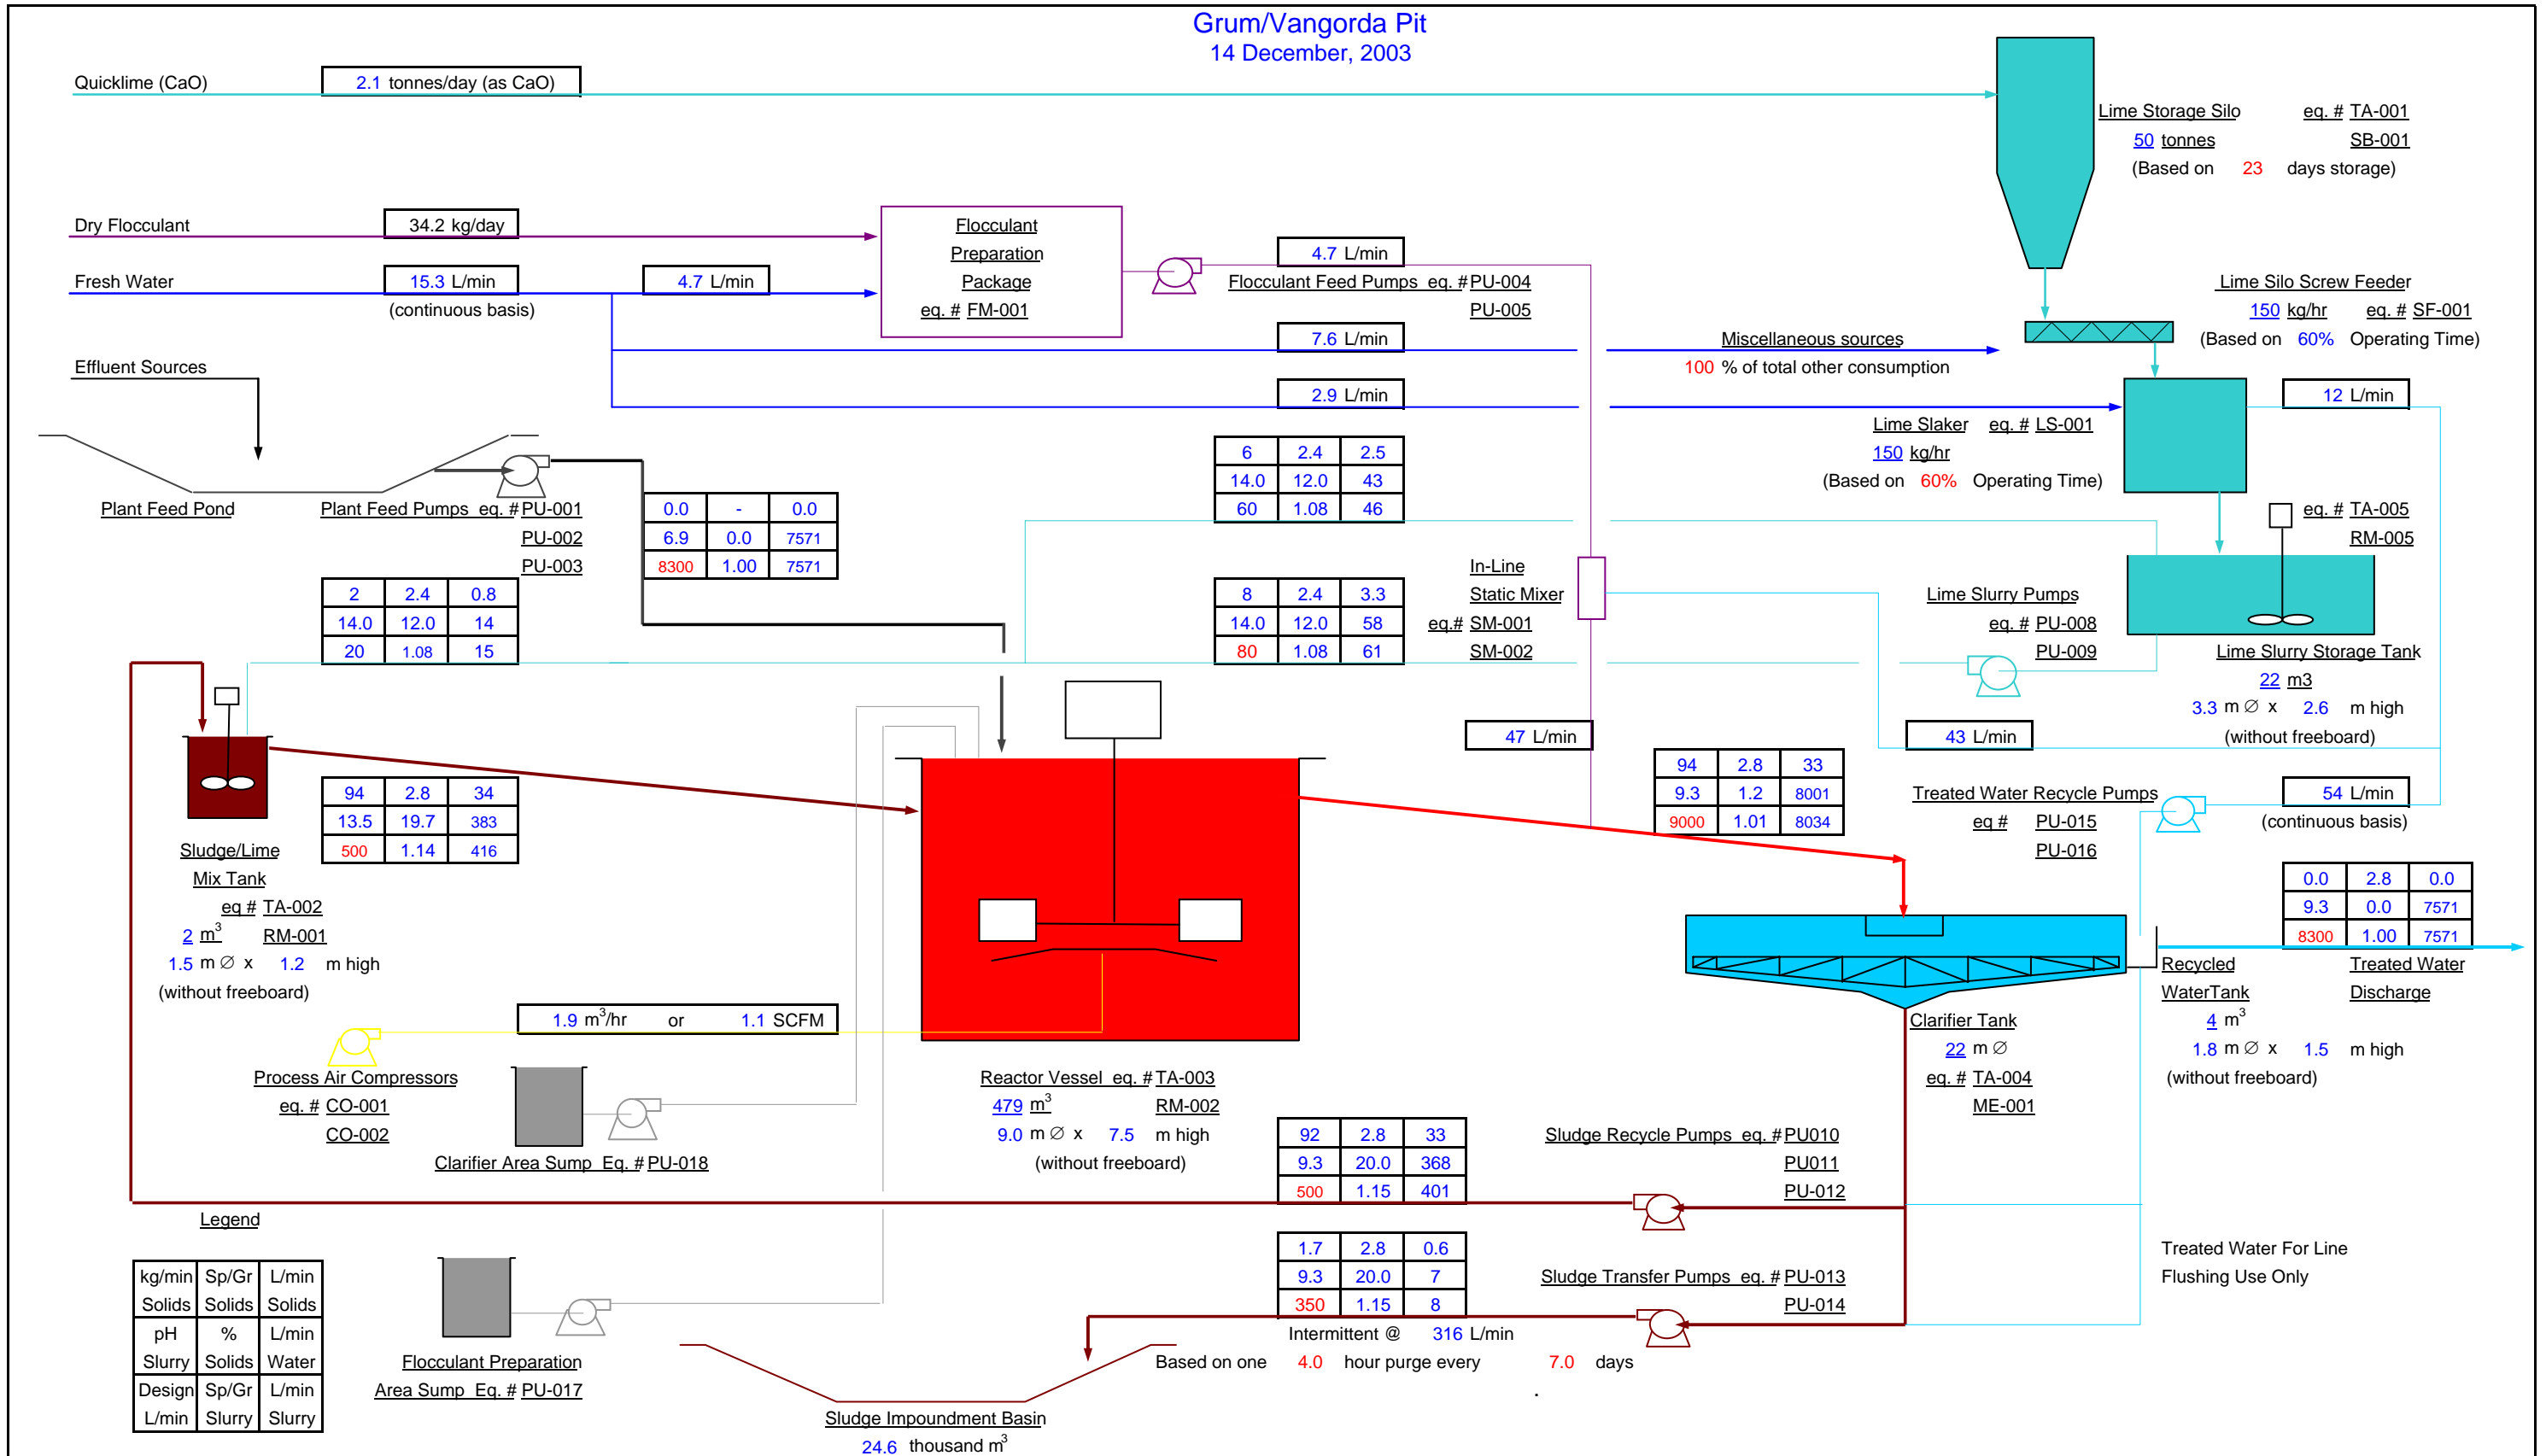 Grum/Vangorda Pit
14 December, 2003
Quicklime (CaO) 2.1 tonnes/day (as CaO)
Lime Storage Silo eq. # TA-001
50 tonnes SB-001
(Based on 23 days storage)
Dry Flocculant 34.2 kg/day
Flocculant
Preparation
Package
eq. # FM-001
Fresh Water 15.3 L/min 4.7 L/min
(continuous basis)
4.7 L/min
Flocculant Feed Pumps eq. # PU-004
PU-005
Lime Silo Screw Feeder
150 kg/hr eq. # SF-001
(Based on 60% Operating Time)
7.6 L/min
Miscellaneous sources
100 % of total other consumption
Effluent Sources
2.9 L/min
12 L/min
Lime Slaker eq. # LS-001
150 kg/hr
(Based on 60% Operating Time)
6 2.4 2.5
14.0 12.0 43
60 1.08 46
Plant Feed Pond
Plant Feed Pumps eq. # PU-001
PU-002
PU-003
0.0 - 0.0
6.9 0.0 7571
8300 1.00 7571
eq. # TA-005
RM-005
2 2.4 0.8
14.0 12.0 14
20 1.08 15
8 2.4 3.3
14.0 12.0 58
80 1.08 61
In-Line
Static Mixer
eq.# SM-001
SM-002
Lime Slurry Pumps
eq. # PU-008
PU-009
Lime Slurry Storage Tank
22 m3
3.3 m ∅ x 2.6 m high
(without freeboard)
47 L/min
43 L/min
94 2.8 34
13.5 19.7 383
500 1.14 416
94 2.8 33
9.3 1.2 8001
9000 1.01 8034
Treated Water Recycle Pumps
eq # PU-015
PU-016
54 L/min
(continuous basis)
Sludge/Lime
Mix Tank
eq # TA-002
2 m3 RM-001
1.5 m ∅ x 1.2 m high
(without freeboard)
0.0 2.8 0.0
9.3 0.0 7571
8300 1.00 7571
Recycled
WaterTank
4 m3
1.8 m ∅ x 1.5 m high
(without freeboard)
Treated Water
Discharge
1.9 m3/hr or 1.1 SCFM
Process Air Compressors
eq. # CO-001
CO-002
Clarifier Area Sump Eq. # PU-018
Reactor Vessel eq. # TA-003
479 m3 RM-002
9.0 m ∅ x 7.5 m high
(without freeboard)
Clarifier Tank
22 m ∅
eq. # TA-004
ME-001
92 2.8 33
9.3 20.0 368
500 1.15 401
Sludge Recycle Pumps eq. # PU010
PU011
PU-012
Legend
kg/min Sp/Gr L/min
Solids Solids Solids
pH % L/min
Slurry Solids Water
Design Sp/Gr L/min
L/min Slurry Slurry
Flocculant Preparation
Area Sump Eq. # PU-017
1.7 2.8 0.6
9.3 20.0 7
350 1.15 8
Sludge Transfer Pumps eq. # PU-013
PU-014
Intermittent @ 316 L/min
Based on one 4.0 hour purge every 7.0 days
.
Treated Water For Line
Flushing Use Only
Sludge Impoundment Basin
24.6 thousand m3